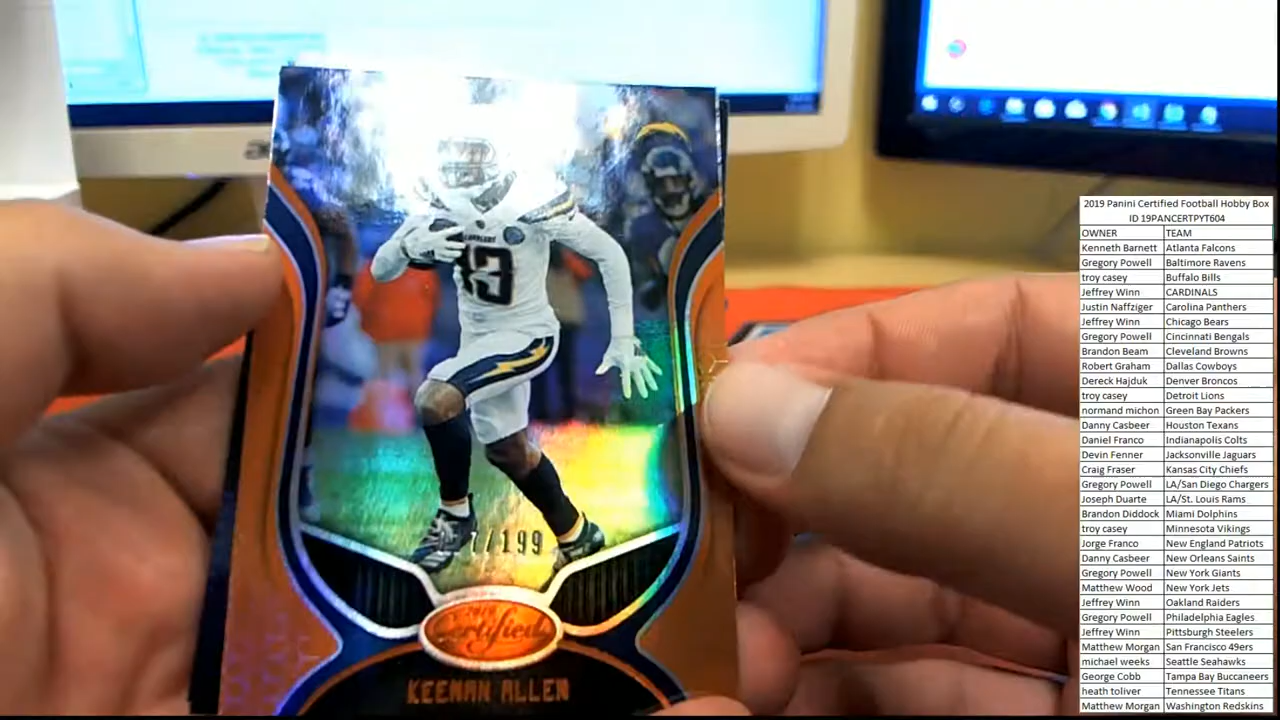 CHARGERS
13
/199
2019
Certified
KEENAN ALLEN
2019 Panini Certified Football Hobby Box
ID 19PANCERTPYT604
OWNER TEAM
Kenneth Barnett Atlanta Falcons
Gregory Powell Baltimore Ravens
troy casey Buffalo Bills
Jeffrey Winn CARDINALS
Justin Naffziger Carolina Panthers
Jeffrey Winn Chicago Bears
Gregory Powell Cincinnati Bengals
Brandon Beam Cleveland Browns
Robert Graham Dallas Cowboys
Dereck Hajduk Denver Broncos
troy casey Detroit Lions
normand michon Green Bay Packers
Danny Casbeer Houston Texans
Daniel Franco Indianapolis Colts
Devin Fenner Jacksonville Jaguars
Craig Fraser Kansas City Chiefs
Gregory Powell LA/San Diego Chargers
Joseph Duarte LA/St. Louis Rams
Brandon Diddock Miami Dolphins
troy casey Minnesota Vikings
Jorge Franco New England Patriots
Danny Casbeer New Orleans Saints
Gregory Powell New York Giants
Matthew Wood New York Jets
Jeffrey Winn Oakland Raiders
Gregory Powell Philadelphia Eagles
Jeffrey Winn Pittsburgh Steelers
Matthew Morgan San Francisco 49ers
michael weeks Seattle Seahawks
George Cobb Tampa Bay Buccaneers
heath toliver Tennessee Titans
Matthew Morgan Washington Redskins